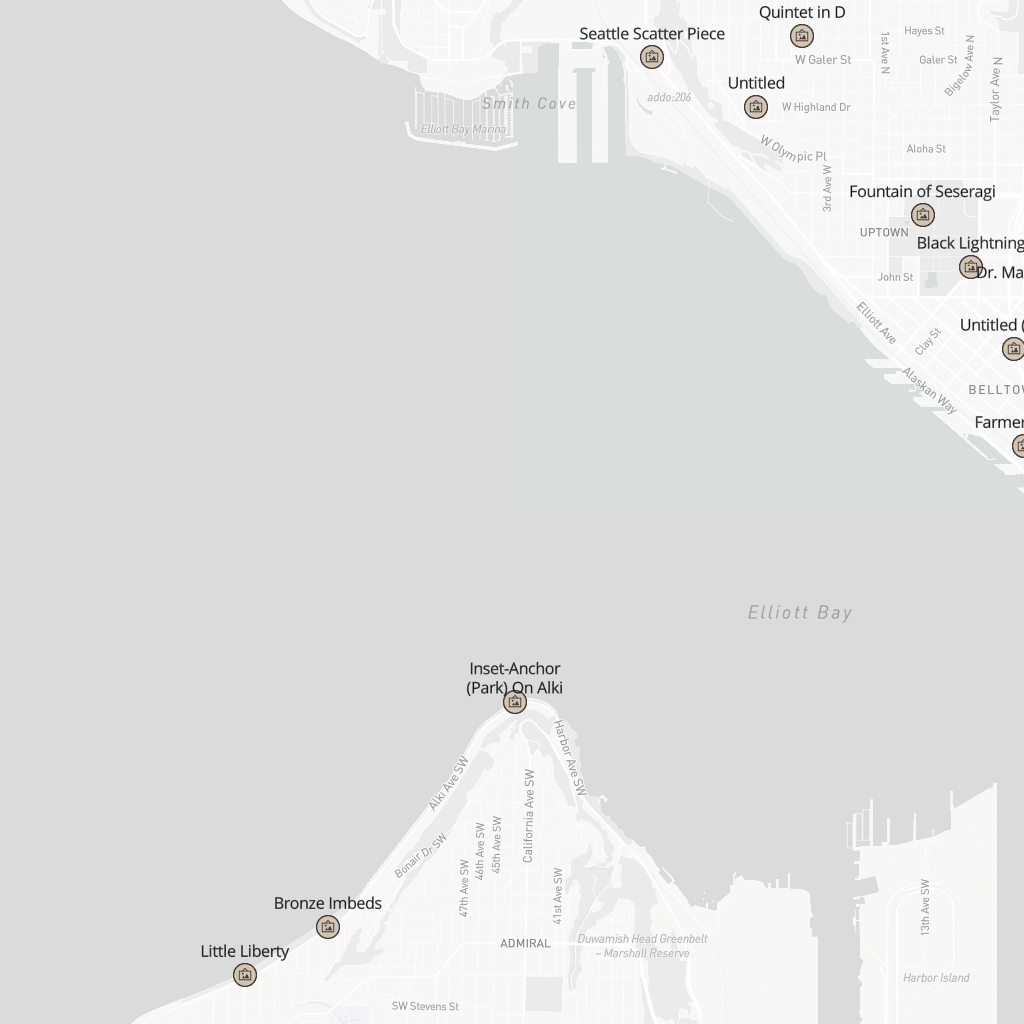 Quintet in D
Seattle Scatter Piece
Hayes St
1st Ave N
W Galer St
Galer St
Bigelow Ave N
Taylor Ave N
Untitled
addo:206
Smith Cove
W Highland Dr
Elliott Bay Marina
W Olympic Pl
Aloha St
3rd Ave W
Fountain of Seseragi
UPTOWN
Black Lightning
John St
Dr. Ma
Elliott Ave
Untitled (
Clay St
Alaskan Way
BELLTOW
Farmer
Elliott Bay
Inset-Anchor
(Park) On Alki
Harbor Ave SW
Alki Ave SW
California Ave SW
45th Ave SW
46th Ave SW
Bonair Dr SW
47th Ave SW
41st Ave SW
13th Ave SW
Bronze Imbeds
Little Liberty
ADMIRAL
Duwamish Head Greenbelt
– Marshall Reserve
Harbor Island
SW Stevens St